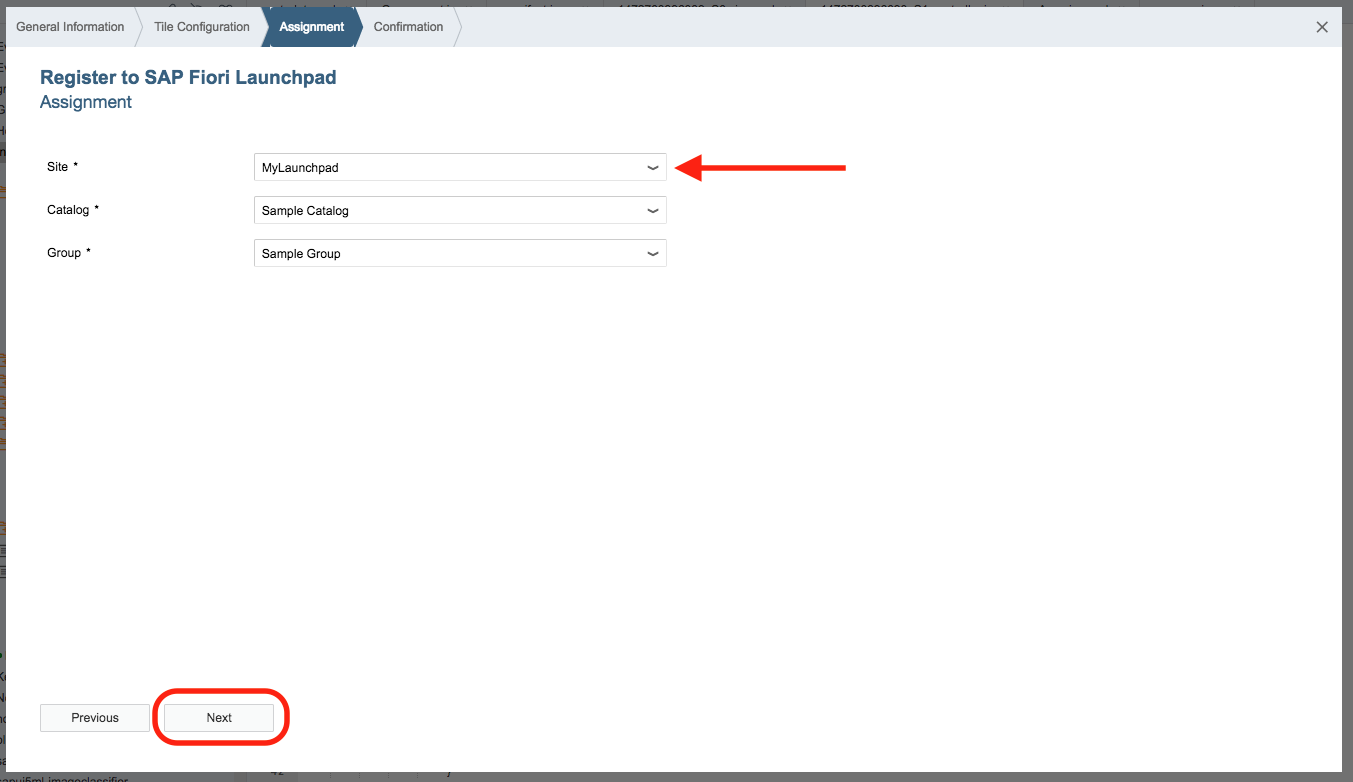 General Information
Tile Configuration
Assignment
Confirmation
Register to SAP Fiori Launchpad
Assignment
Site *
MyLaunchpad
Catalog *
Sample Catalog
Group *
Sample Group
Previous
Next